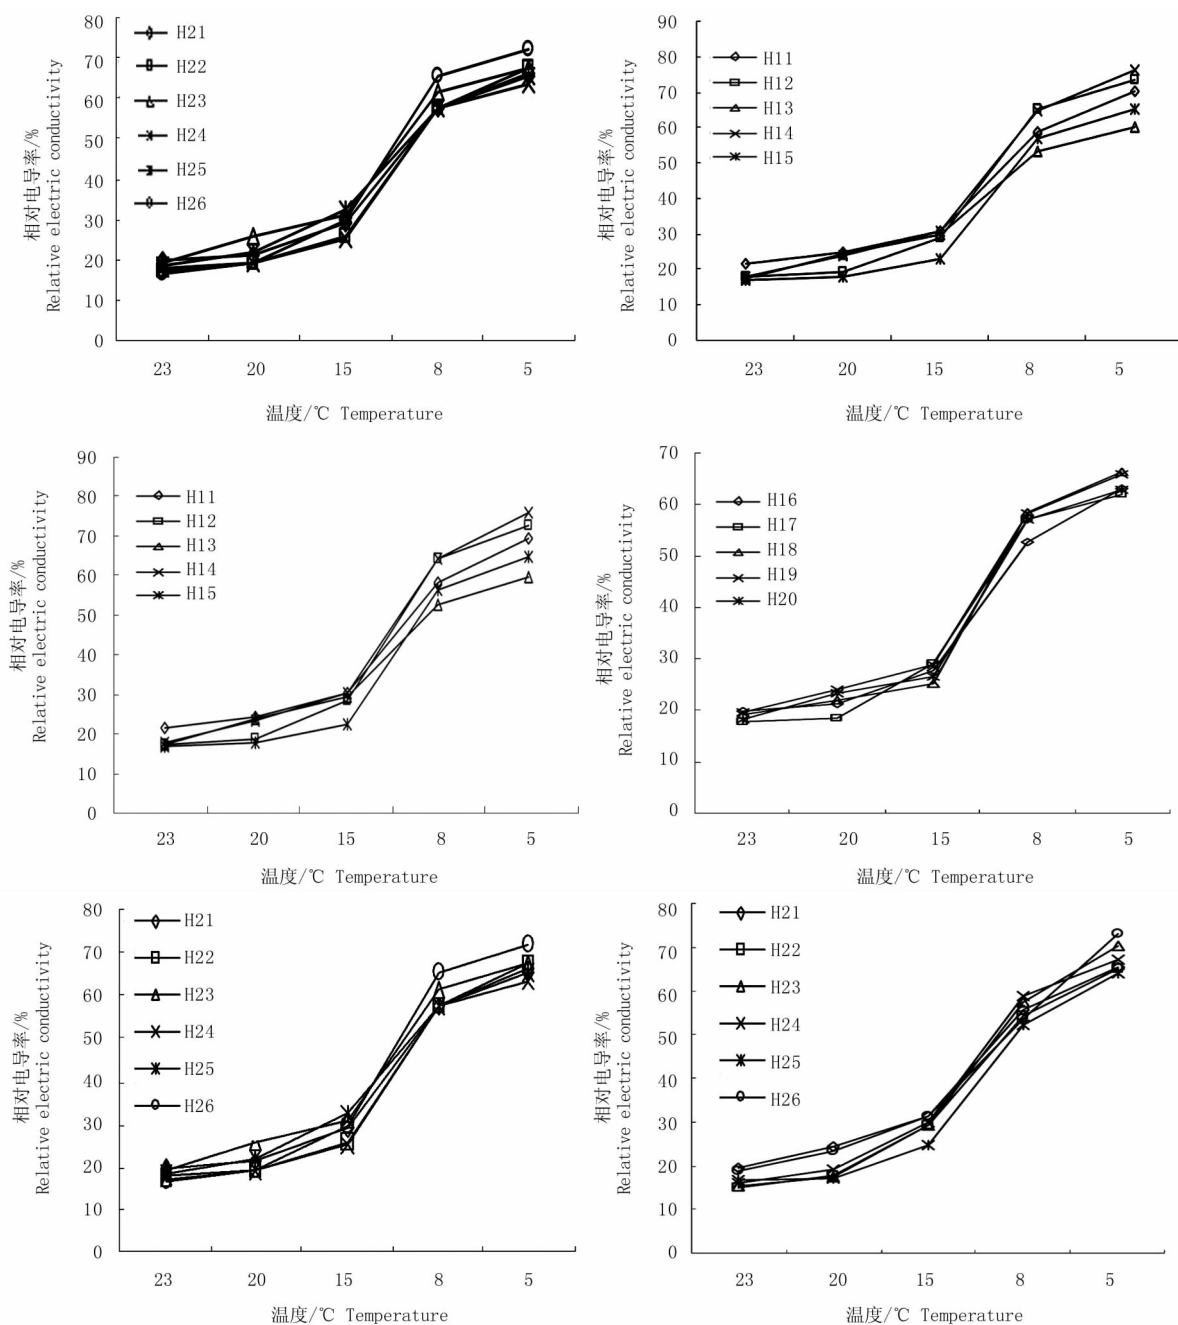 80
70
60
50
40
30
20
10
0
相对电导率/%
Relative electric conductivity
H21
H22
H23
H24
H25
H26
23 20 15 8 5
温度/℃ Temperature
90
80
70
60
50
40
30
20
10
0
相对电导率/%
Relative electric conductivity
H11
H12
H13
H14
H15
23 20 15 8 5
温度/℃ Temperature
90
80
70
60
50
40
30
20
10
0
相对电导率/%
Relative electric conductivity
H11
H12
H13
H14
H15
23 20 15 8 5
温度/℃ Temperature
70
60
50
40
30
20
10
0
相对电导率/%
Relative electric conductivity
H16
H17
H18
H19
H20
23 20 15 8 5
温度/℃ Temperature
80
70
60
50
40
30
20
10
0
相对电导率/%
Relative electric conductivity
H21
H22
H23
H24
H25
H26
23 20 15 8 5
温度/℃ Temperature
80
70
60
50
40
30
20
10
0
相对电导率/%
Relative electric conductivity
H21
H22
H23
H24
H25
H26
23 20 15 8 5
温度/℃ Temperature